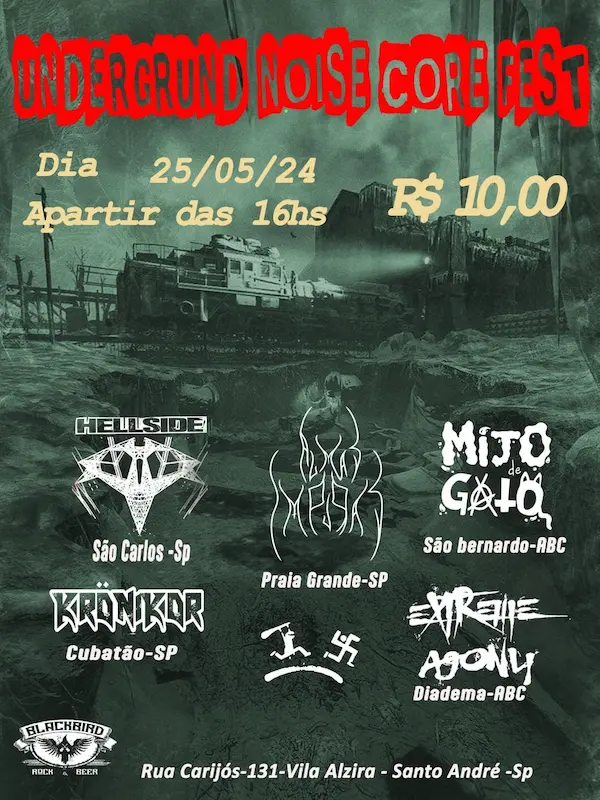 UNDERGRUND NOISE CORE FEST
Dia 25/05/24
Apartir das 16hs
R$ 10,00
HELLSIDE
São Carlos -Sp
Praia Grande-SP
MiJO
de
GAtO
São bernardo-ABC
KRÖNIKOR
Cubatão-SP
EXTREME
AGONY
Diadema-ABC
BLACKBIRD
ROCK & BEER
Rua Carijós-131-Vila Alzira - Santo André -Sp